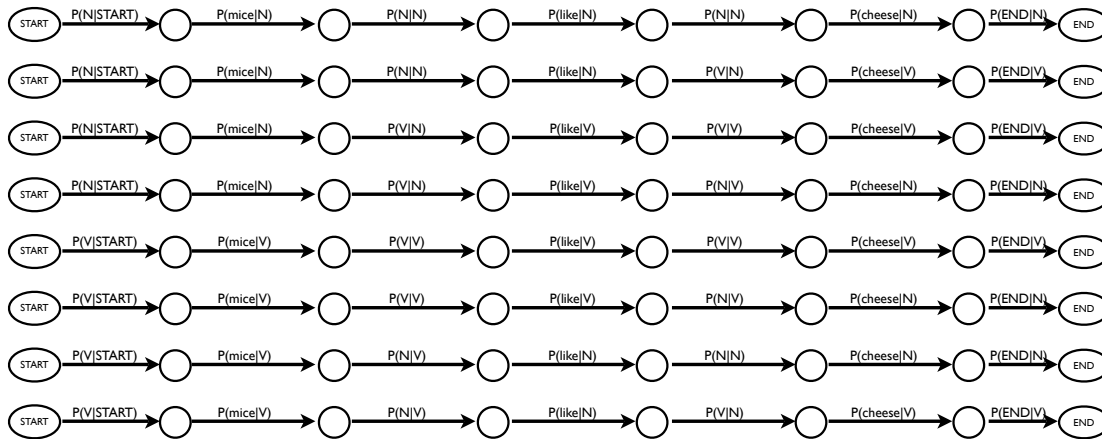 START P(N|START) P(mice|N) P(N|N) P(like|N) P(N|N) P(cheese|N) P(END|N) END
START P(N|START) P(mice|N) P(N|N) P(like|N) P(V|N) P(cheese|V) P(END|V) END
START P(N|START) P(mice|N) P(V|N) P(like|V) P(V|V) P(cheese|V) P(END|V) END
START P(N|START) P(mice|N) P(V|N) P(like|V) P(N|V) P(cheese|N) P(END|N) END
START P(V|START) P(mice|V) P(V|V) P(like|V) P(V|V) P(cheese|V) P(END|V) END
START P(V|START) P(mice|V) P(V|V) P(like|V) P(N|V) P(cheese|N) P(END|N) END
START P(V|START) P(mice|V) P(N|V) P(like|N) P(N|N) P(cheese|N) P(END|N) END
START P(V|START) P(mice|V) P(N|V) P(like|N) P(V|N) P(cheese|V) P(END|V) END